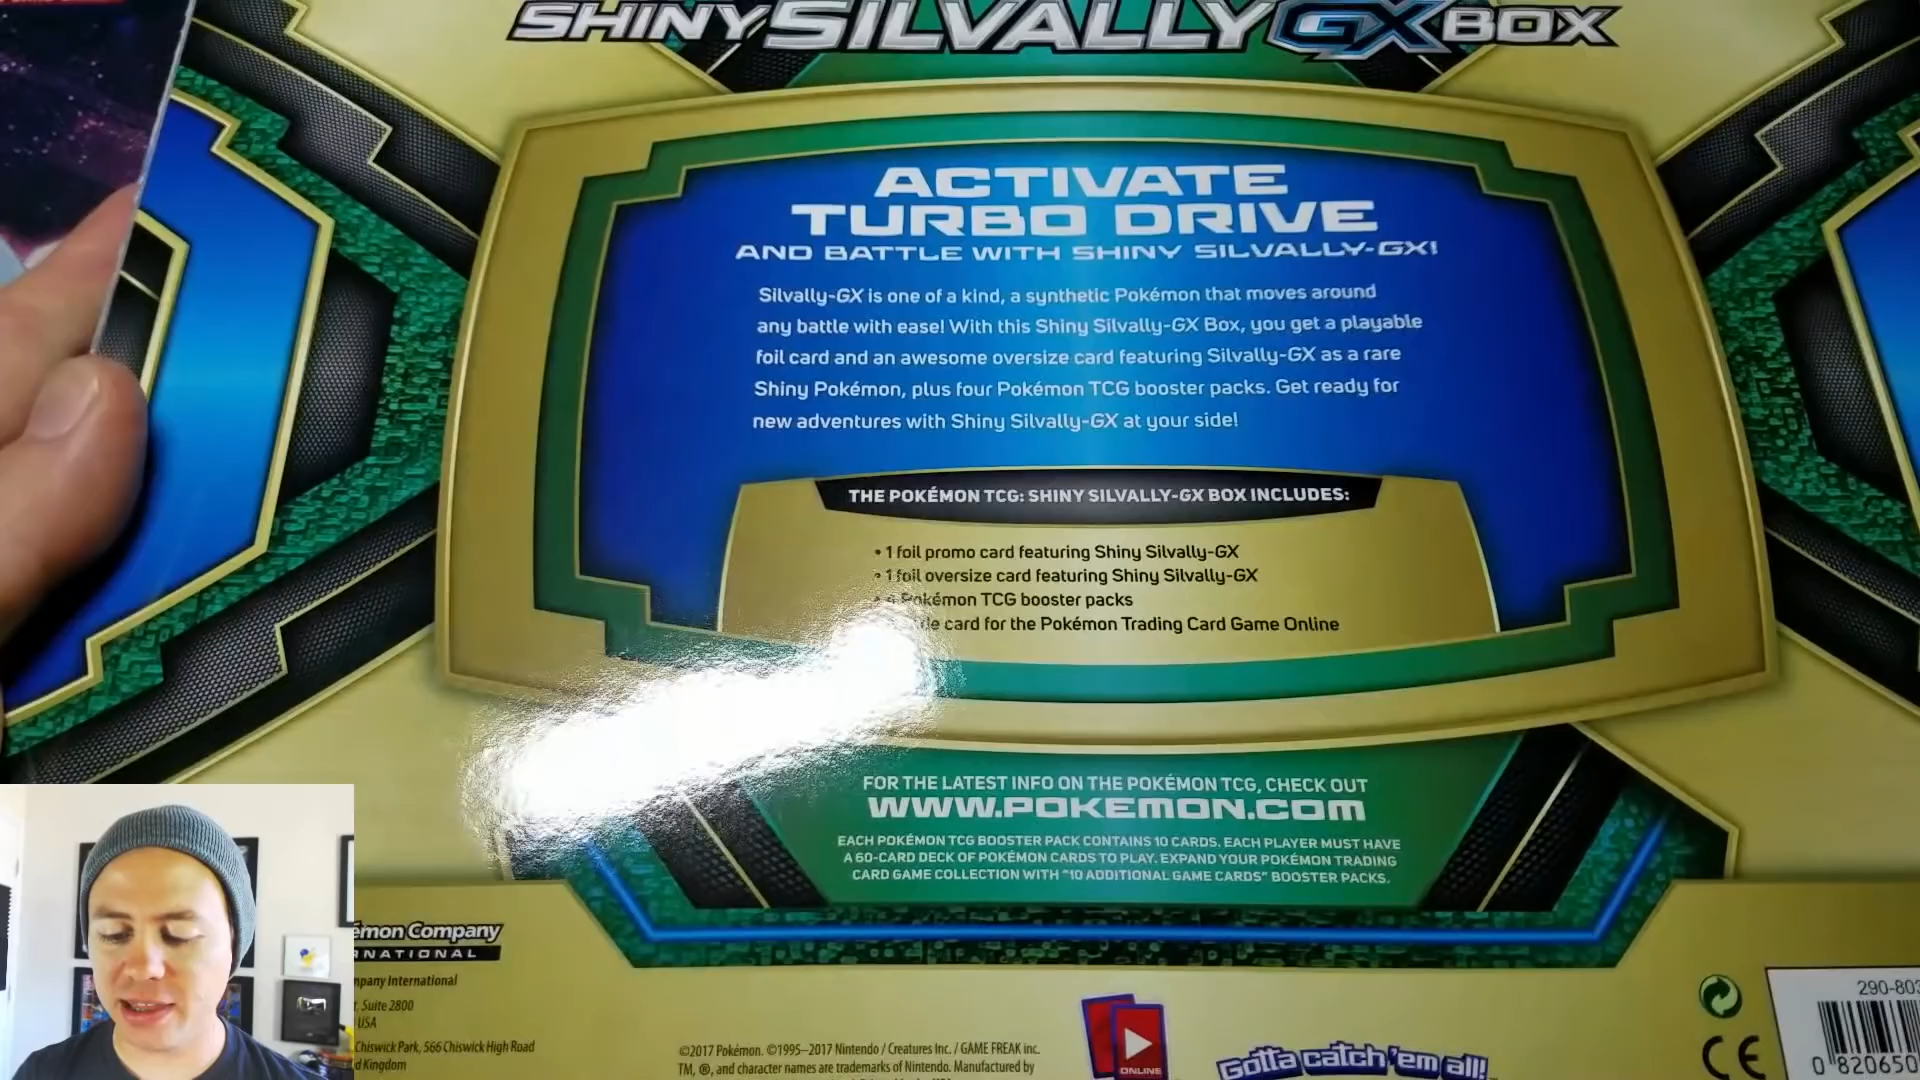 SHINY SILVALLY GX BOX
ACTIVATE
TURBO DRIVE
AND BATTLE WITH SHINY SILVALLY-GX!
Silvally-GX is one of a kind, a synthetic Pokémon that moves around
any battle with ease! With this Shiny Silvally-GX Box, you get a playable
foil card and an awesome oversize card featuring Silvally-GX as a rare
Shiny Pokémon, plus four Pokémon TCG booster packs. Get ready for
new adventures with Shiny Silvally-GX at your side!
THE POKÉMON TCG: SHINY SILVALLY-GX BOX INCLUDES:
• 1 foil promo card featuring Shiny Silvally-GX
• 1 foil oversize card featuring Shiny Silvally-GX
Pokémon TCG booster packs
card for the Pokémon Trading Card Game Online
FOR THE LATEST INFO ON THE POKÉMON TCG, CHECK OUT
WWW.POKEMON.COM
EACH POKÉMON TCG BOOSTER PACK CONTAINS 10 CARDS. EACH PLAYER MUST HAVE
A 60-CARD DECK OF POKÉMON CARDS TO PLAY. EXPAND YOUR POKÉMON TRADING
CARD GAME COLLECTION WITH "10 ADDITIONAL GAME CARDS" BOOSTER PACKS.
Company
International
, Suite 2800
USA
Chiswick Park, 566 Chiswick High Road
Kingdom
©2017 Pokémon. ©1995–2017 Nintendo / Creatures Inc. / GAME FREAK inc.
TM, ®, and character names are trademarks of Nintendo. Manufactured by
ONLINE
Gotta catch 'em all!
CE
290-803
0 820650